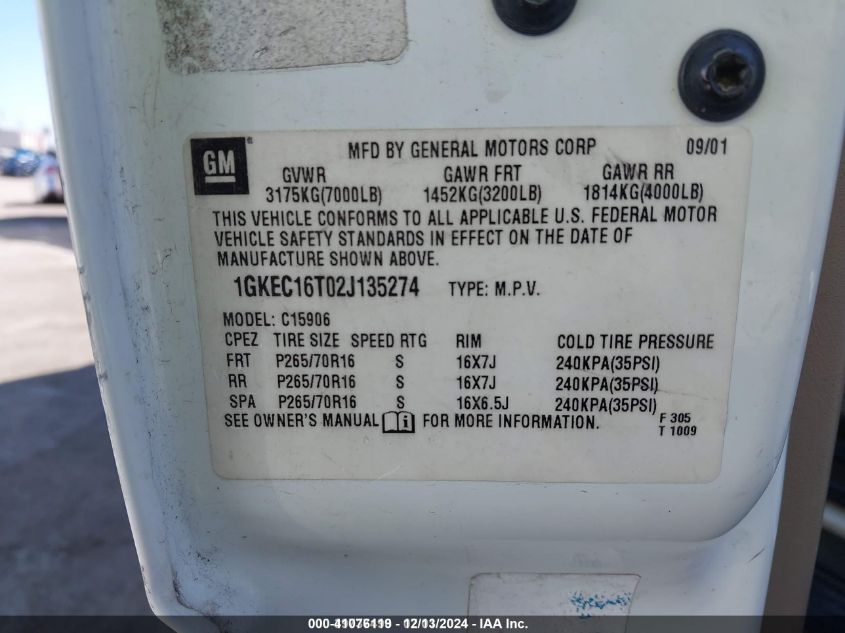 GM MFD BY GENERAL MOTORS CORP 09/01
GVWR GAWR FRT GAWR RR
3175KG(7000LB) 1452KG(3200LB) 1814KG(4000LB)
THIS VEHICLE CONFORMS TO ALL APPLICABLE U.S. FEDERAL MOTOR
VEHICLE SAFETY STANDARDS IN EFFECT ON THE DATE OF
MANUFACTURE SHOWN ABOVE.
1GKEC16T02J135274 TYPE: M.P.V.
MODEL: C15906
CPEZ TIRE SIZE SPEED RTG RIM COLD TIRE PRESSURE
FRT P265/70R16 S 16X7J 240KPA(35PSI)
RR P265/70R16 S 16X7J 240KPA(35PSI)
SPA P265/70R16 S 16X6.5J 240KPA(35PSI)
SEE OWNER'S MANUAL i FOR MORE INFORMATION. F 305
T 1009
000-41076119 - 12/13/2024 - IAA Inc.